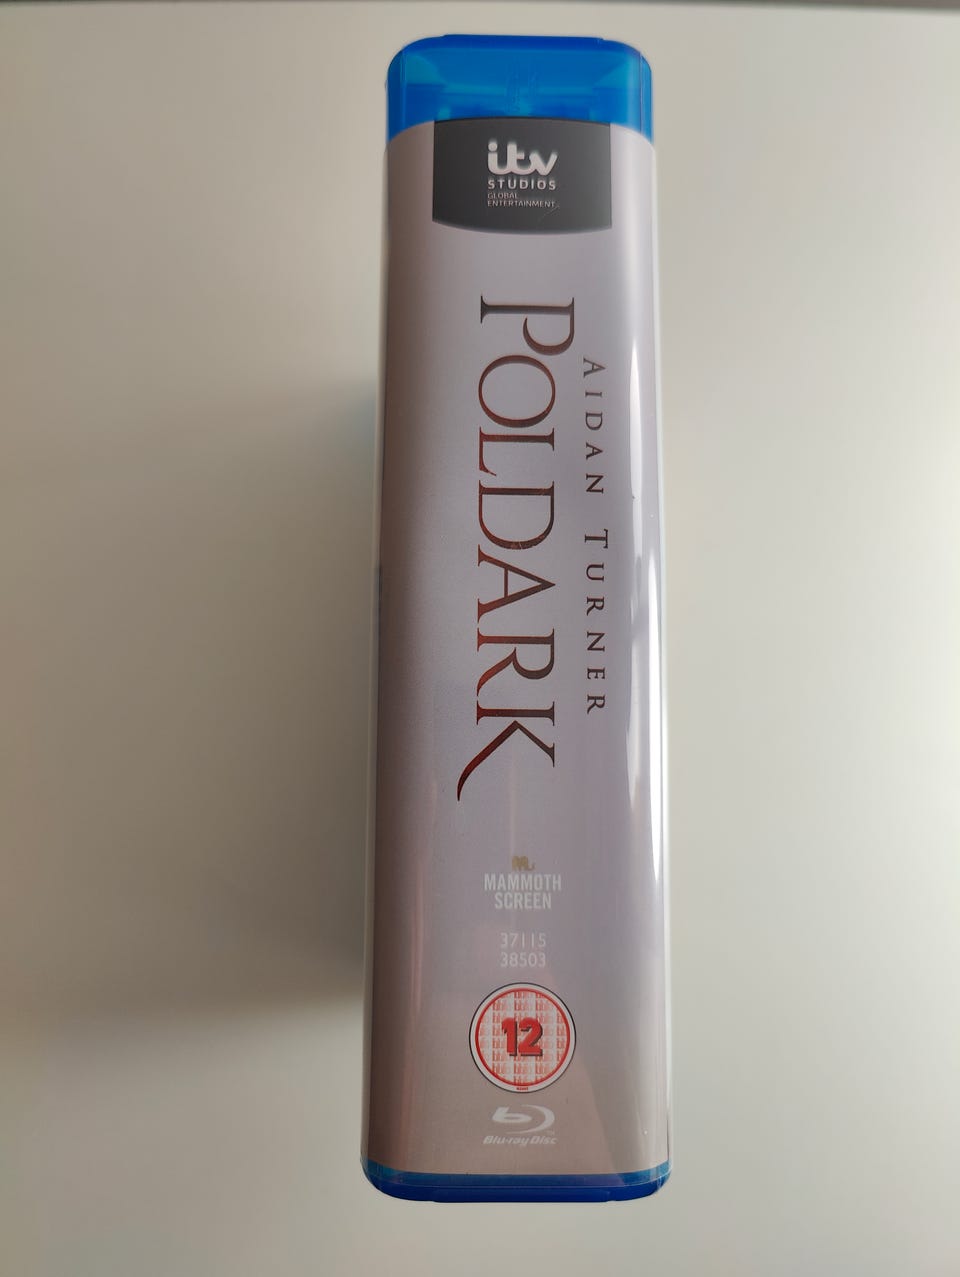 itv
STUDIOS
GLOBAL
ENTERTAINMENT
AIDAN TURNER
POLDARK
MAMMOTH
SCREEN
37115
38503
12
Blu-ray Disc